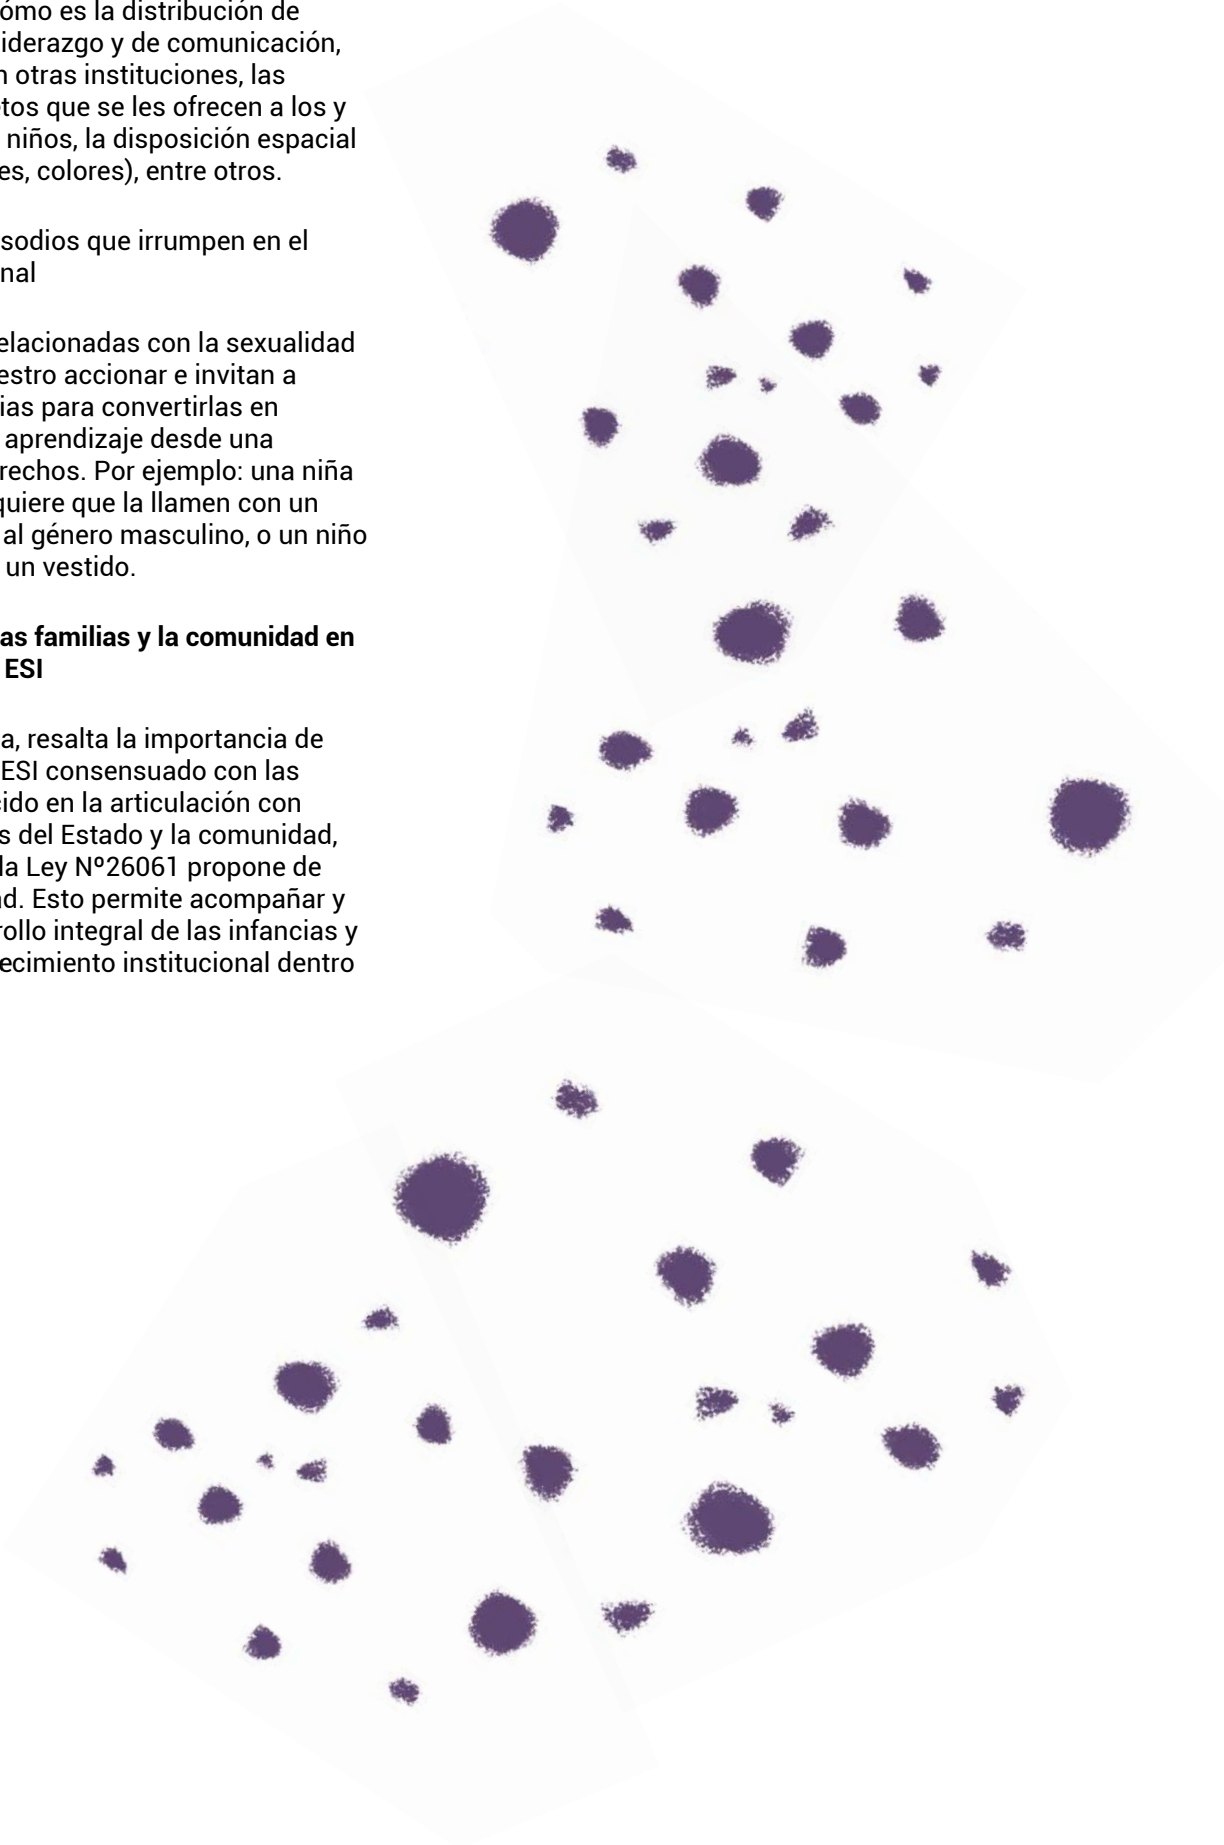 ómo es la distribución de
iderazgo y de comunicación,
n otras instituciones, las
tos que se les ofrecen a los y
niños, la disposición espacial
es, colores), entre otros.
sodios que irrumpen en el
nal
elacionadas con la sexualidad
estro accionar e invitan a
ias para convertirlas en
aprendizaje desde una
rechos. Por ejemplo: una niña
quiere que la llamen con un
al género masculino, o un niño
un vestido.
as familias y la comunidad en
ESI
a, resalta la importancia de
ESI consensuado con las
cido en la articulación con
s del Estado y la comunidad,
la Ley Nº26061 propone de
ad. Esto permite acompañar y
rollo integral de las infancias y
ecimiento institucional dentro